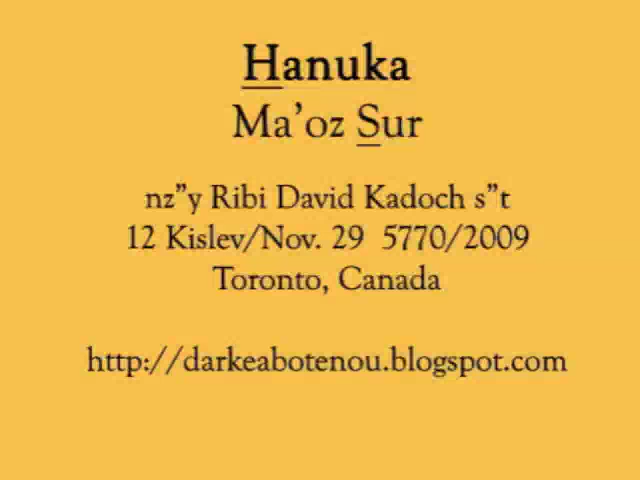 Hanuka
Ma’oz Sur
nz”y Ribi David Kadoch s”t
12 Kislev/Nov. 29 5770/2009
Toronto, Canada
http://darkeabotenou.blogspot.com